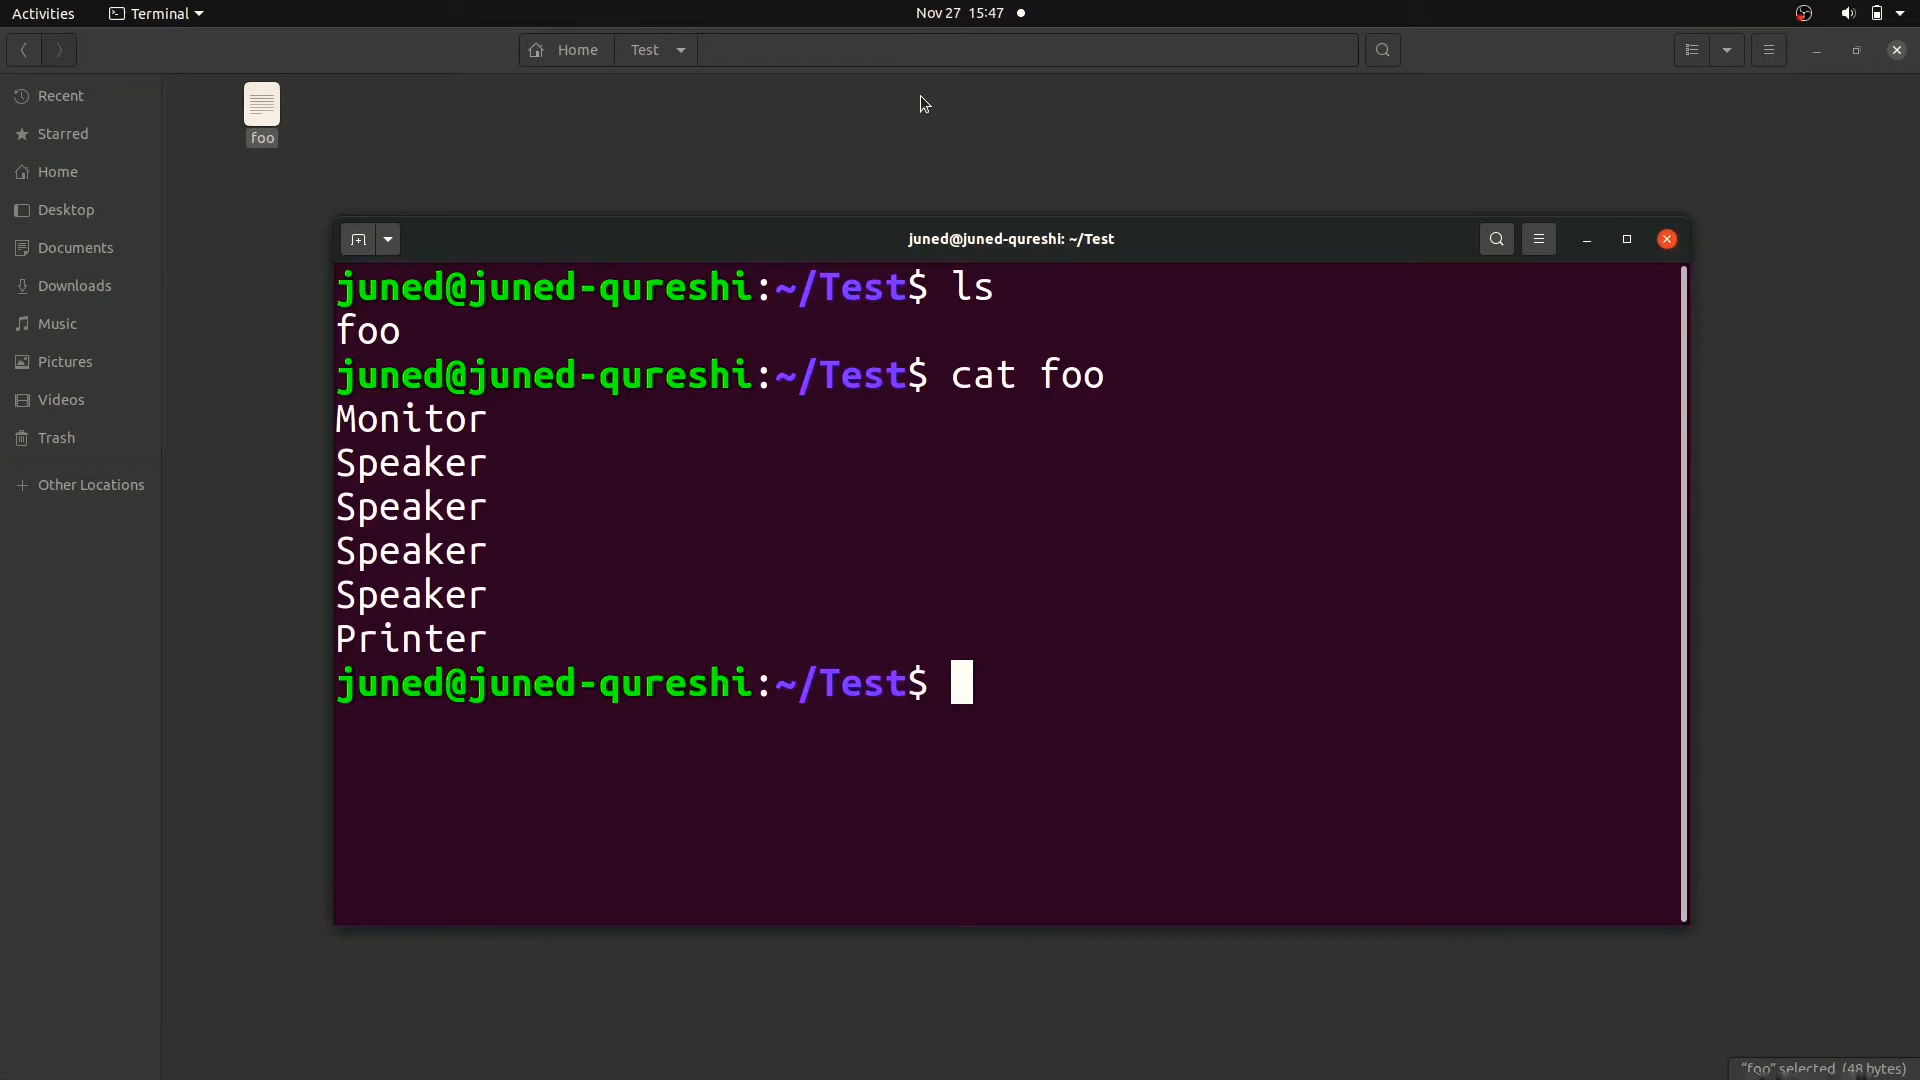 Activities
Terminal
Nov 27 15:47
Home
Test
Recent
Starred
Home
Desktop
Documents
Downloads
Music
Pictures
Videos
Trash
Other Locations
foo
juned@juned-qureshi: ~/Test
juned@juned-qureshi:~/Test$ ls
foo
juned@juned-qureshi:~/Test$ cat foo
Monitor
Speaker
Speaker
Speaker
Speaker
Printer
juned@juned-qureshi:~/Test$
"foo" selected (48 bytes)